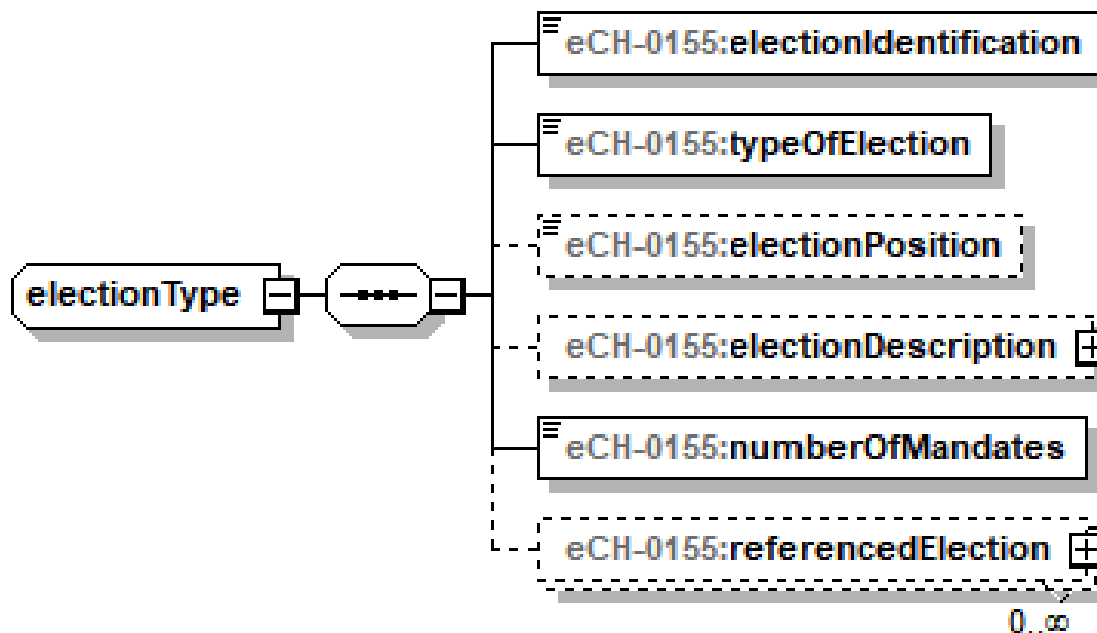 eCH-0155:electionIdentification
eCH-0155:typeOfElection
eCH-0155:electionPosition
electionType
eCH-0155:electionDescription
eCH-0155:numberOfMandates
eCH-0155:referencedElection
0..∞